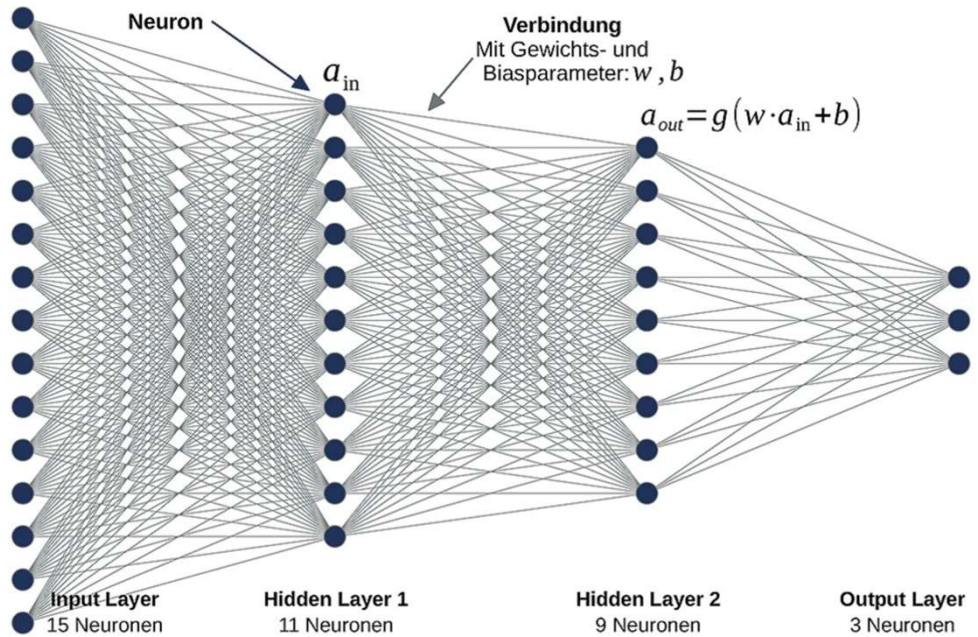 Neuron
a_in
Verbindung
Mit Gewichts- und
Biasparameter: w , b
a_out=g(w·a_in+b)
Input Layer
15 Neuronen
Hidden Layer 1
11 Neuronen
Hidden Layer 2
9 Neuronen
Output Layer
3 Neuronen